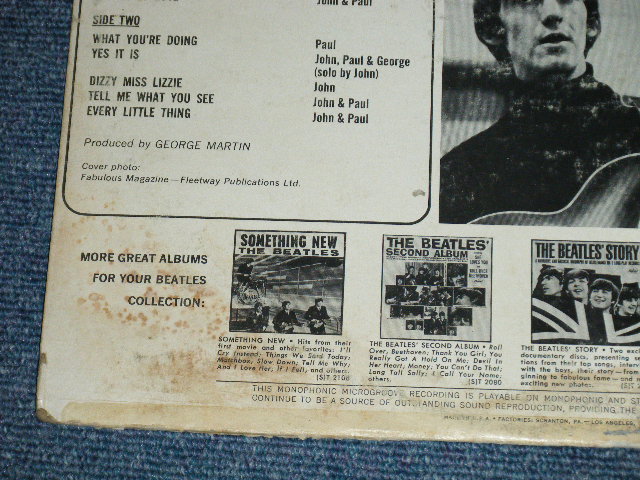 John & Paul
SIDE TWO
WHAT YOU'RE DOING Paul
YES IT IS John, Paul & George
(solo by John)
DIZZY MISS LIZZIE John
TELL ME WHAT YOU SEE John & Paul
EVERY LITTLE THING John & Paul
Produced by GEORGE MARTIN
Cover photo:
Fabulous Magazine—Fleetway Publications Ltd.
MORE GREAT ALBUMS
FOR YOUR BEATLES
COLLECTION:
SOMETHING NEW
THE BEATLES
SOMETHING NEW • Hits from their
first movie and other favorites: I'll
Cry Instead; Things We Said Today;
Matchbox, Slow Down, Tell Me Why;
And I Love Her, If I Fell, and others.
(S)T 2108
THE BEATLES'
SECOND ALBUM
THE BEATLES' SECOND ALBUM • Roll
Over, Beethoven; Thank You Girl; You
Really Got A Hold On Me; Devil In
Her Heart; Money; You Can't Do That;
Long Tall Sally; I Call Your Name,
others. (S)T 2080
THE BEATLES' STORY
THE BEATLES' STORY • Two exc
documentary discs, presenting se
tions from their top songs, interv
with the boys, their story—from
ginning to fabulous fame—and
exciting new photos.
THIS MONOPHONIC MICROGROOVE RECORDING IS PLAYABLE ON MONOPHONIC AND ST
CONTINUE TO BE A SOURCE OF OUTSTANDING SOUND REPRODUCTION, PROVIDING THE
FACTORIES: SCRANTON, PA.—LOS ANGELES,